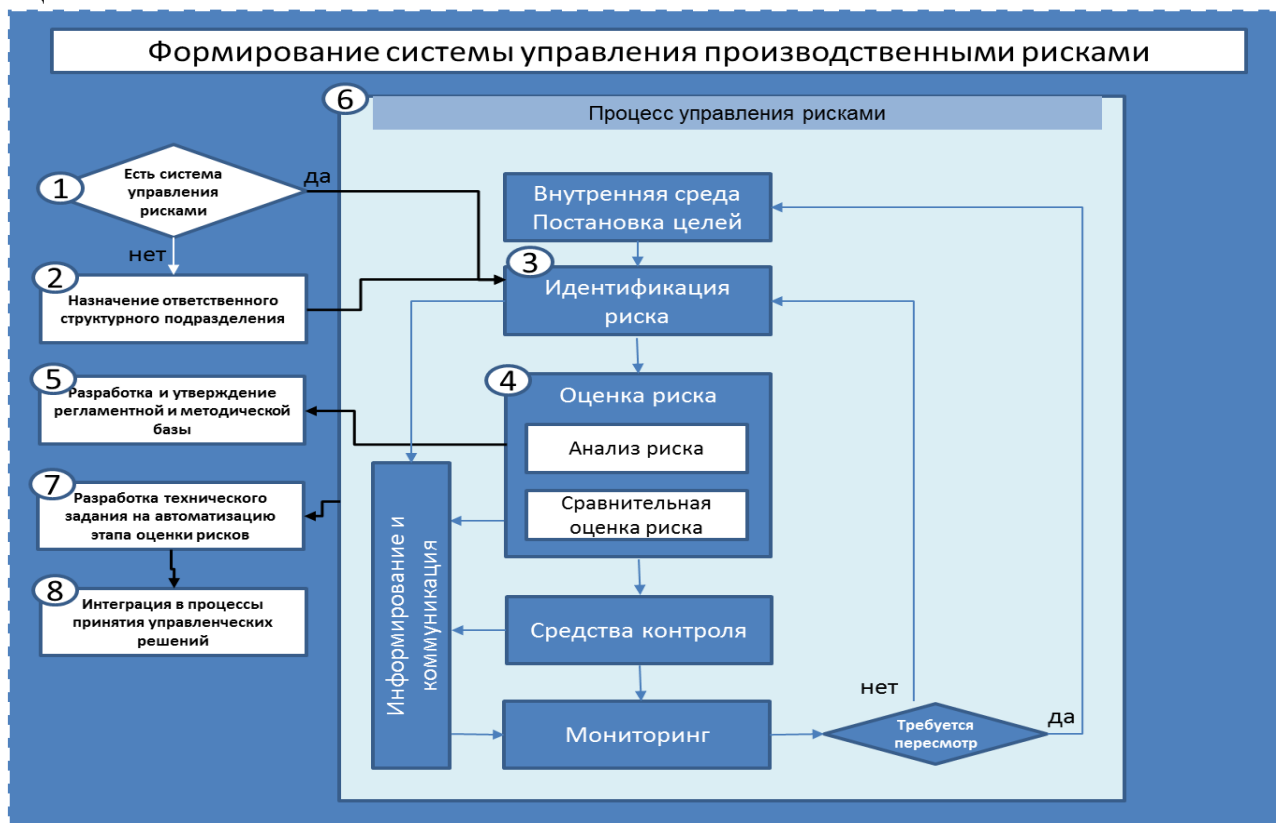 Формирование системы управления производственными рисками
6
Процесс управления рисками
1
Есть система
управления
рисками
да
нет
2
Назначение ответственного
структурного подразделения
5
Разработка и утверждение
регламентной и методической
базы
7
Разработка технического
задания на автоматизацию
этапа оценки рисков
8
Интеграция в процессы
принятия управленческих
решений
Внутренняя среда
Постановка целей
3
Идентификация
риска
4
Оценка риска
Анализ риска
Сравнительная
оценка риска
Информирование и
коммуникация
Средства контроля
Мониторинг
нет
Требуется
пересмотр
да